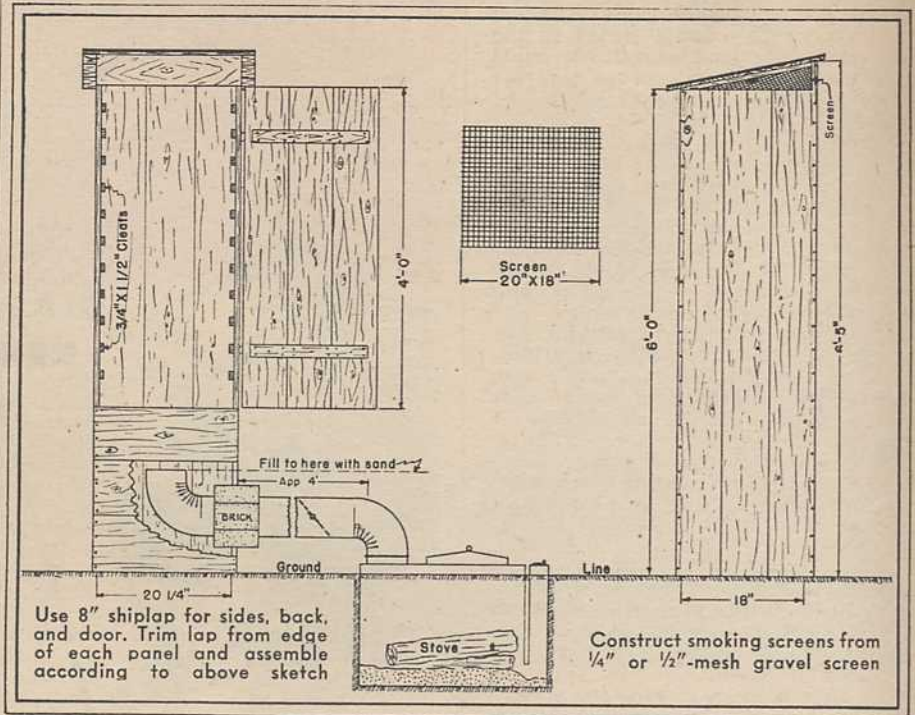 Screen
3/4"X1 1/2" Cleats
4'-0"
Screen
20"X18"
6'-0"
4'-5"
Fill to here with sand
App 4'
BRICK
Ground
Line
20 1/4"
18"
Stove
Use 8" shiplap for sides, back,
and door. Trim lap from edge
of each panel and assemble
according to above sketch
Construct smoking screens from
1/4" or 1/2"-mesh gravel screen